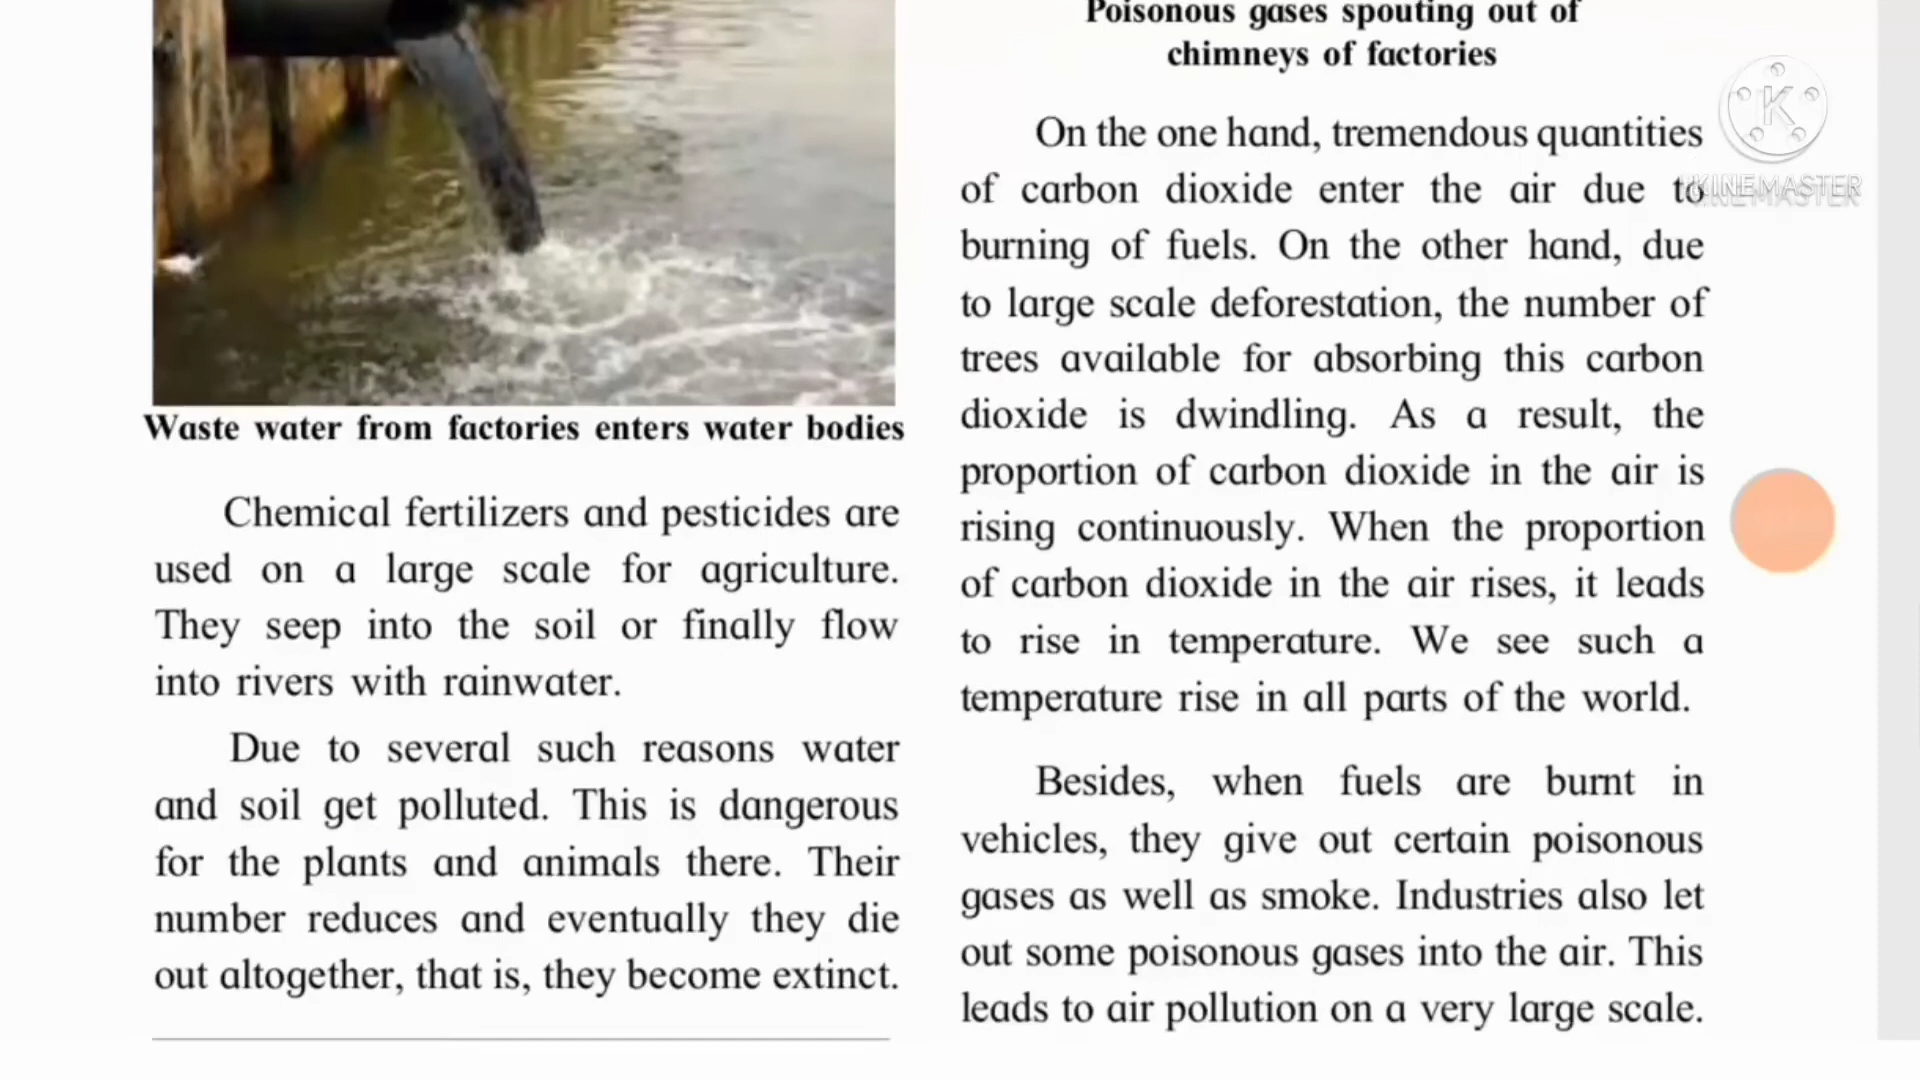 Waste water from factories enters water bodies
Chemical fertilizers and pesticides are
used on a large scale for agriculture.
They seep into the soil or finally flow
into rivers with rainwater.
Due to several such reasons water
and soil get polluted. This is dangerous
for the plants and animals there. Their
number reduces and eventually they die
out altogether, that is, they become extinct.
Poisonous gases spouting out of
chimneys of factories
On the one hand, tremendous quantities
of carbon dioxide enter the air due to
burning of fuels. On the other hand, due
to large scale deforestation, the number of
trees available for absorbing this carbon
dioxide is dwindling. As a result, the
proportion of carbon dioxide in the air is
rising continuously. When the proportion
of carbon dioxide in the air rises, it leads
to rise in temperature. We see such a
temperature rise in all parts of the world.
Besides, when fuels are burnt in
vehicles, they give out certain poisonous
gases as well as smoke. Industries also let
out some poisonous gases into the air. This
leads to air pollution on a very large scale.
K
KINEMASTER